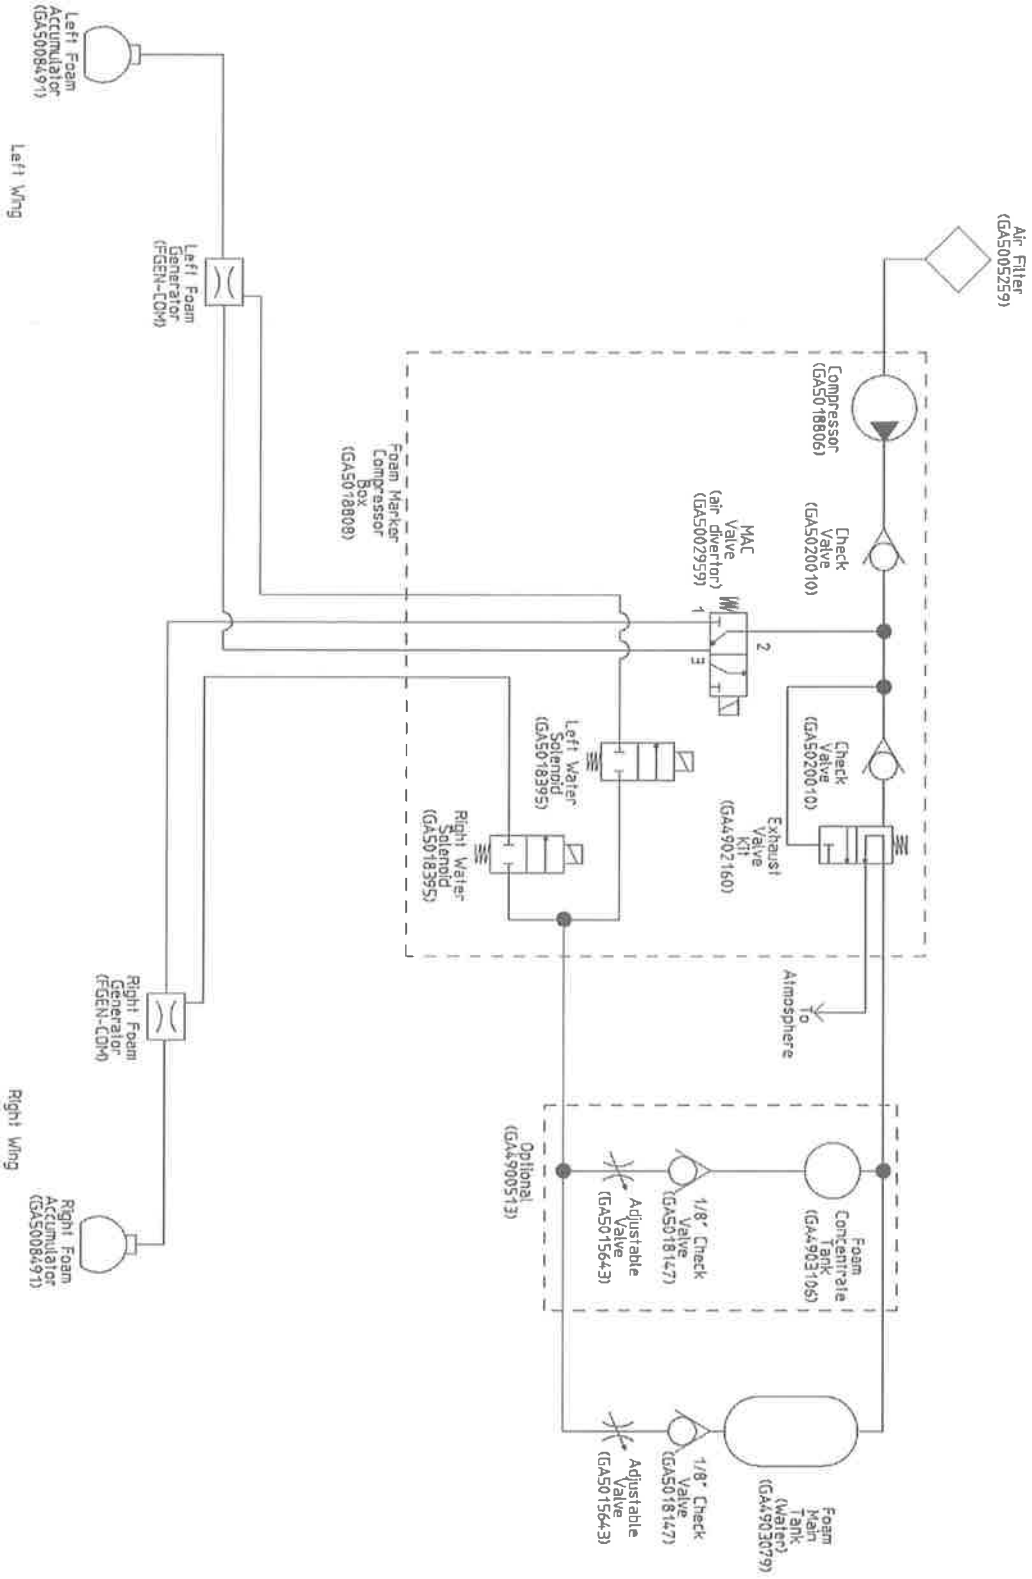 Air Filter
(GA5005259)
Compressor
(GA5018806)
Check
Valve
(GA5020010)
MAC
Valve
(air divertor)
(GA5002959)
1
2
3
Check
Valve
(GA5020010)
Exhaust
Valve
Kit
(GA4902160)
To
Atmosphere
Left Water
Solenoid
(GA5018395)
Right Water
Solenoid
(GA5018395)
Foam Marker
Compressor
Box
(GA5018808)
Foam
Concentrate
Tank
(GA4903106)
1/8" Check
Valve
(GA5018147)
Adjustable
Valve
(GA5015643)
Optional
(GA4900513)
Foam
Main
Tank
(Water)
(GA4903079)
1/8" Check
Valve
(GA5018147)
Adjustable
Valve
(GA5015643)
Left Foam
Accumulator
(GA5008491)
Left Foam
Generator
(FGEN-COM)
Right Foam
Generator
(FGEN-COM)
Right Foam
Accumulator
(GA5008491)
Left Wing
Right Wing